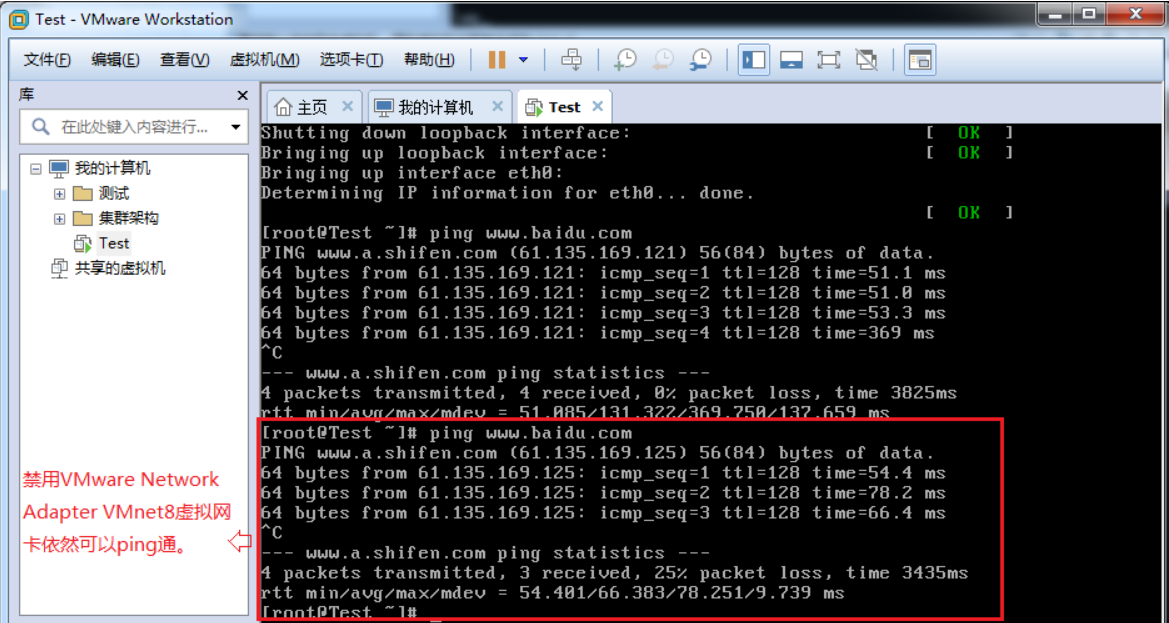 Test - VMware Workstation
文件(F) 编辑(E) 查看(V) 虚拟机(M) 选项卡(T) 帮助(H)
库
在此处键入内容进行...
我的计算机
测试
集群架构
Test
共享的虚拟机
禁用VMware Network
Adapter VMnet8虚拟网
卡依然可以ping通。
主页 我的计算机 Test
Shutting down loopback interface: [ OK ]
Bringing up loopback interface: [ OK ]
Bringing up interface eth0:
Determining IP information for eth0... done.
[ OK ]
[root@Test ~]# ping www.baidu.com
PING www.a.shifen.com (61.135.169.121) 56(84) bytes of data.
64 bytes from 61.135.169.121: icmp_seq=1 ttl=128 time=51.1 ms
64 bytes from 61.135.169.121: icmp_seq=2 ttl=128 time=51.0 ms
64 bytes from 61.135.169.121: icmp_seq=3 ttl=128 time=53.3 ms
64 bytes from 61.135.169.121: icmp_seq=4 ttl=128 time=369 ms
^C
--- www.a.shifen.com ping statistics ---
4 packets transmitted, 4 received, 0% packet loss, time 3825ms
rtt min/avg/max/mdev = 51.085/131.322/369.750/137.659 ms
[root@Test ~]# ping www.baidu.com
PING www.a.shifen.com (61.135.169.125) 56(84) bytes of data.
64 bytes from 61.135.169.125: icmp_seq=1 ttl=128 time=54.4 ms
64 bytes from 61.135.169.125: icmp_seq=2 ttl=128 time=78.2 ms
64 bytes from 61.135.169.125: icmp_seq=3 ttl=128 time=66.4 ms
^C
--- www.a.shifen.com ping statistics ---
4 packets transmitted, 3 received, 25% packet loss, time 3435ms
rtt min/avg/max/mdev = 54.401/66.383/78.251/9.739 ms
[root@Test ~]# _